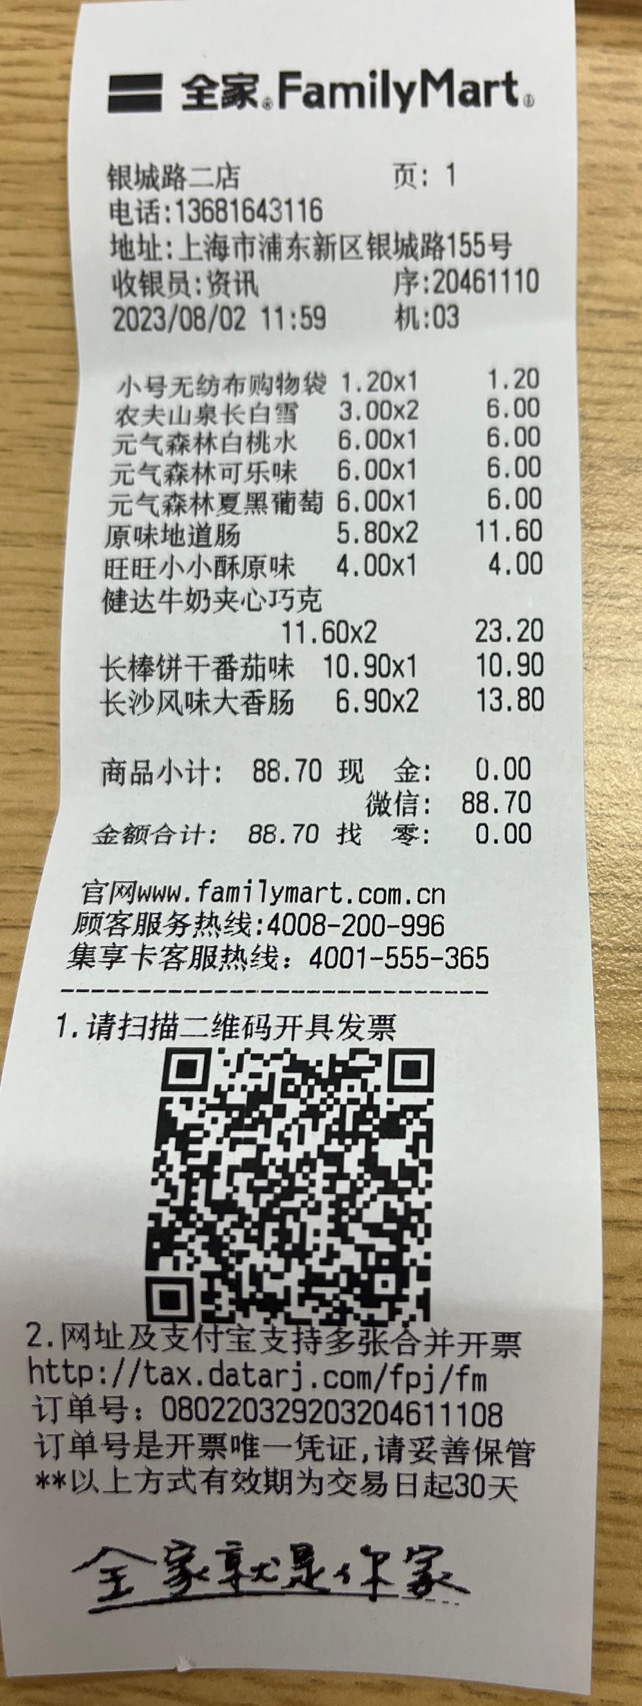 全家®FamilyMart®
银城路二店 页: 1
电话:13681643116
地址:上海市浦东新区银城路155号
收银员:资讯 序:20461110
2023/08/02 11:59 机:03
小号无纺布购物袋 1.20x1 1.20
农夫山泉长白雪 3.00x2 6.00
元气森林白桃水 6.00x1 6.00
元气森林可乐味 6.00x1 6.00
元气森林夏黑葡萄 6.00x1 6.00
原味地道肠 5.80x2 11.60
旺旺小小酥原味 4.00x1 4.00
健达牛奶夹心巧克
11.60x2 23.20
长棒饼干番茄味 10.90x1 10.90
长沙风味大香肠 6.90x2 13.80
商品小计: 88.70 现 金: 0.00
微信: 88.70
金额合计: 88.70 找 零: 0.00
官网www.familymart.com.cn
顾客服务热线:4008-200-996
集享卡客服热线: 4001-555-365
1.请扫描二维码开具发票
2.网址及支付宝支持多张合并开票
http://tax.datarj.com/fpj/fm
订单号: 080220329203204611108
订单号是开票唯一凭证,请妥善保管
**以上方式有效期为交易日起30天
全家就是你家